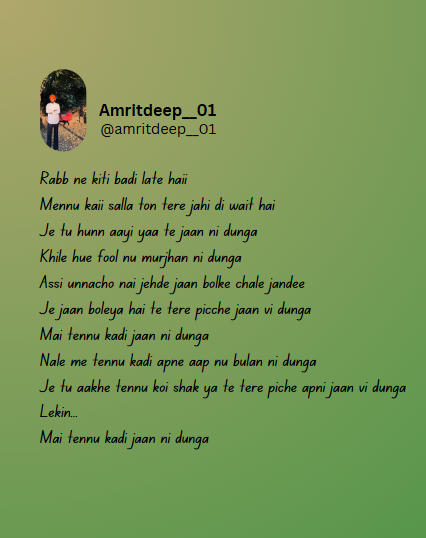 Amritdeep__01
@amritdeep__01
Rabb ne kiti badi late haii
Mennu kaii salla ton tere jahi di wait hai
Je tu hunn aayi yaa te jaan ni dunga
Khile hue fool nu murjhan ni dunga
Assi unnacho nai jehde jaan bolke chale jandee
Je jaan boleya hai te tere picche jaan vi dunga
Mai tennu kadi jaan ni dunga
Nale me tennu kadi apne aap nu bulan ni dunga
Je tu aakhe tennu koi shak ya te tere piche apni jaan vi dunga
Lekin...
Mai tennu kadi jaan ni dunga